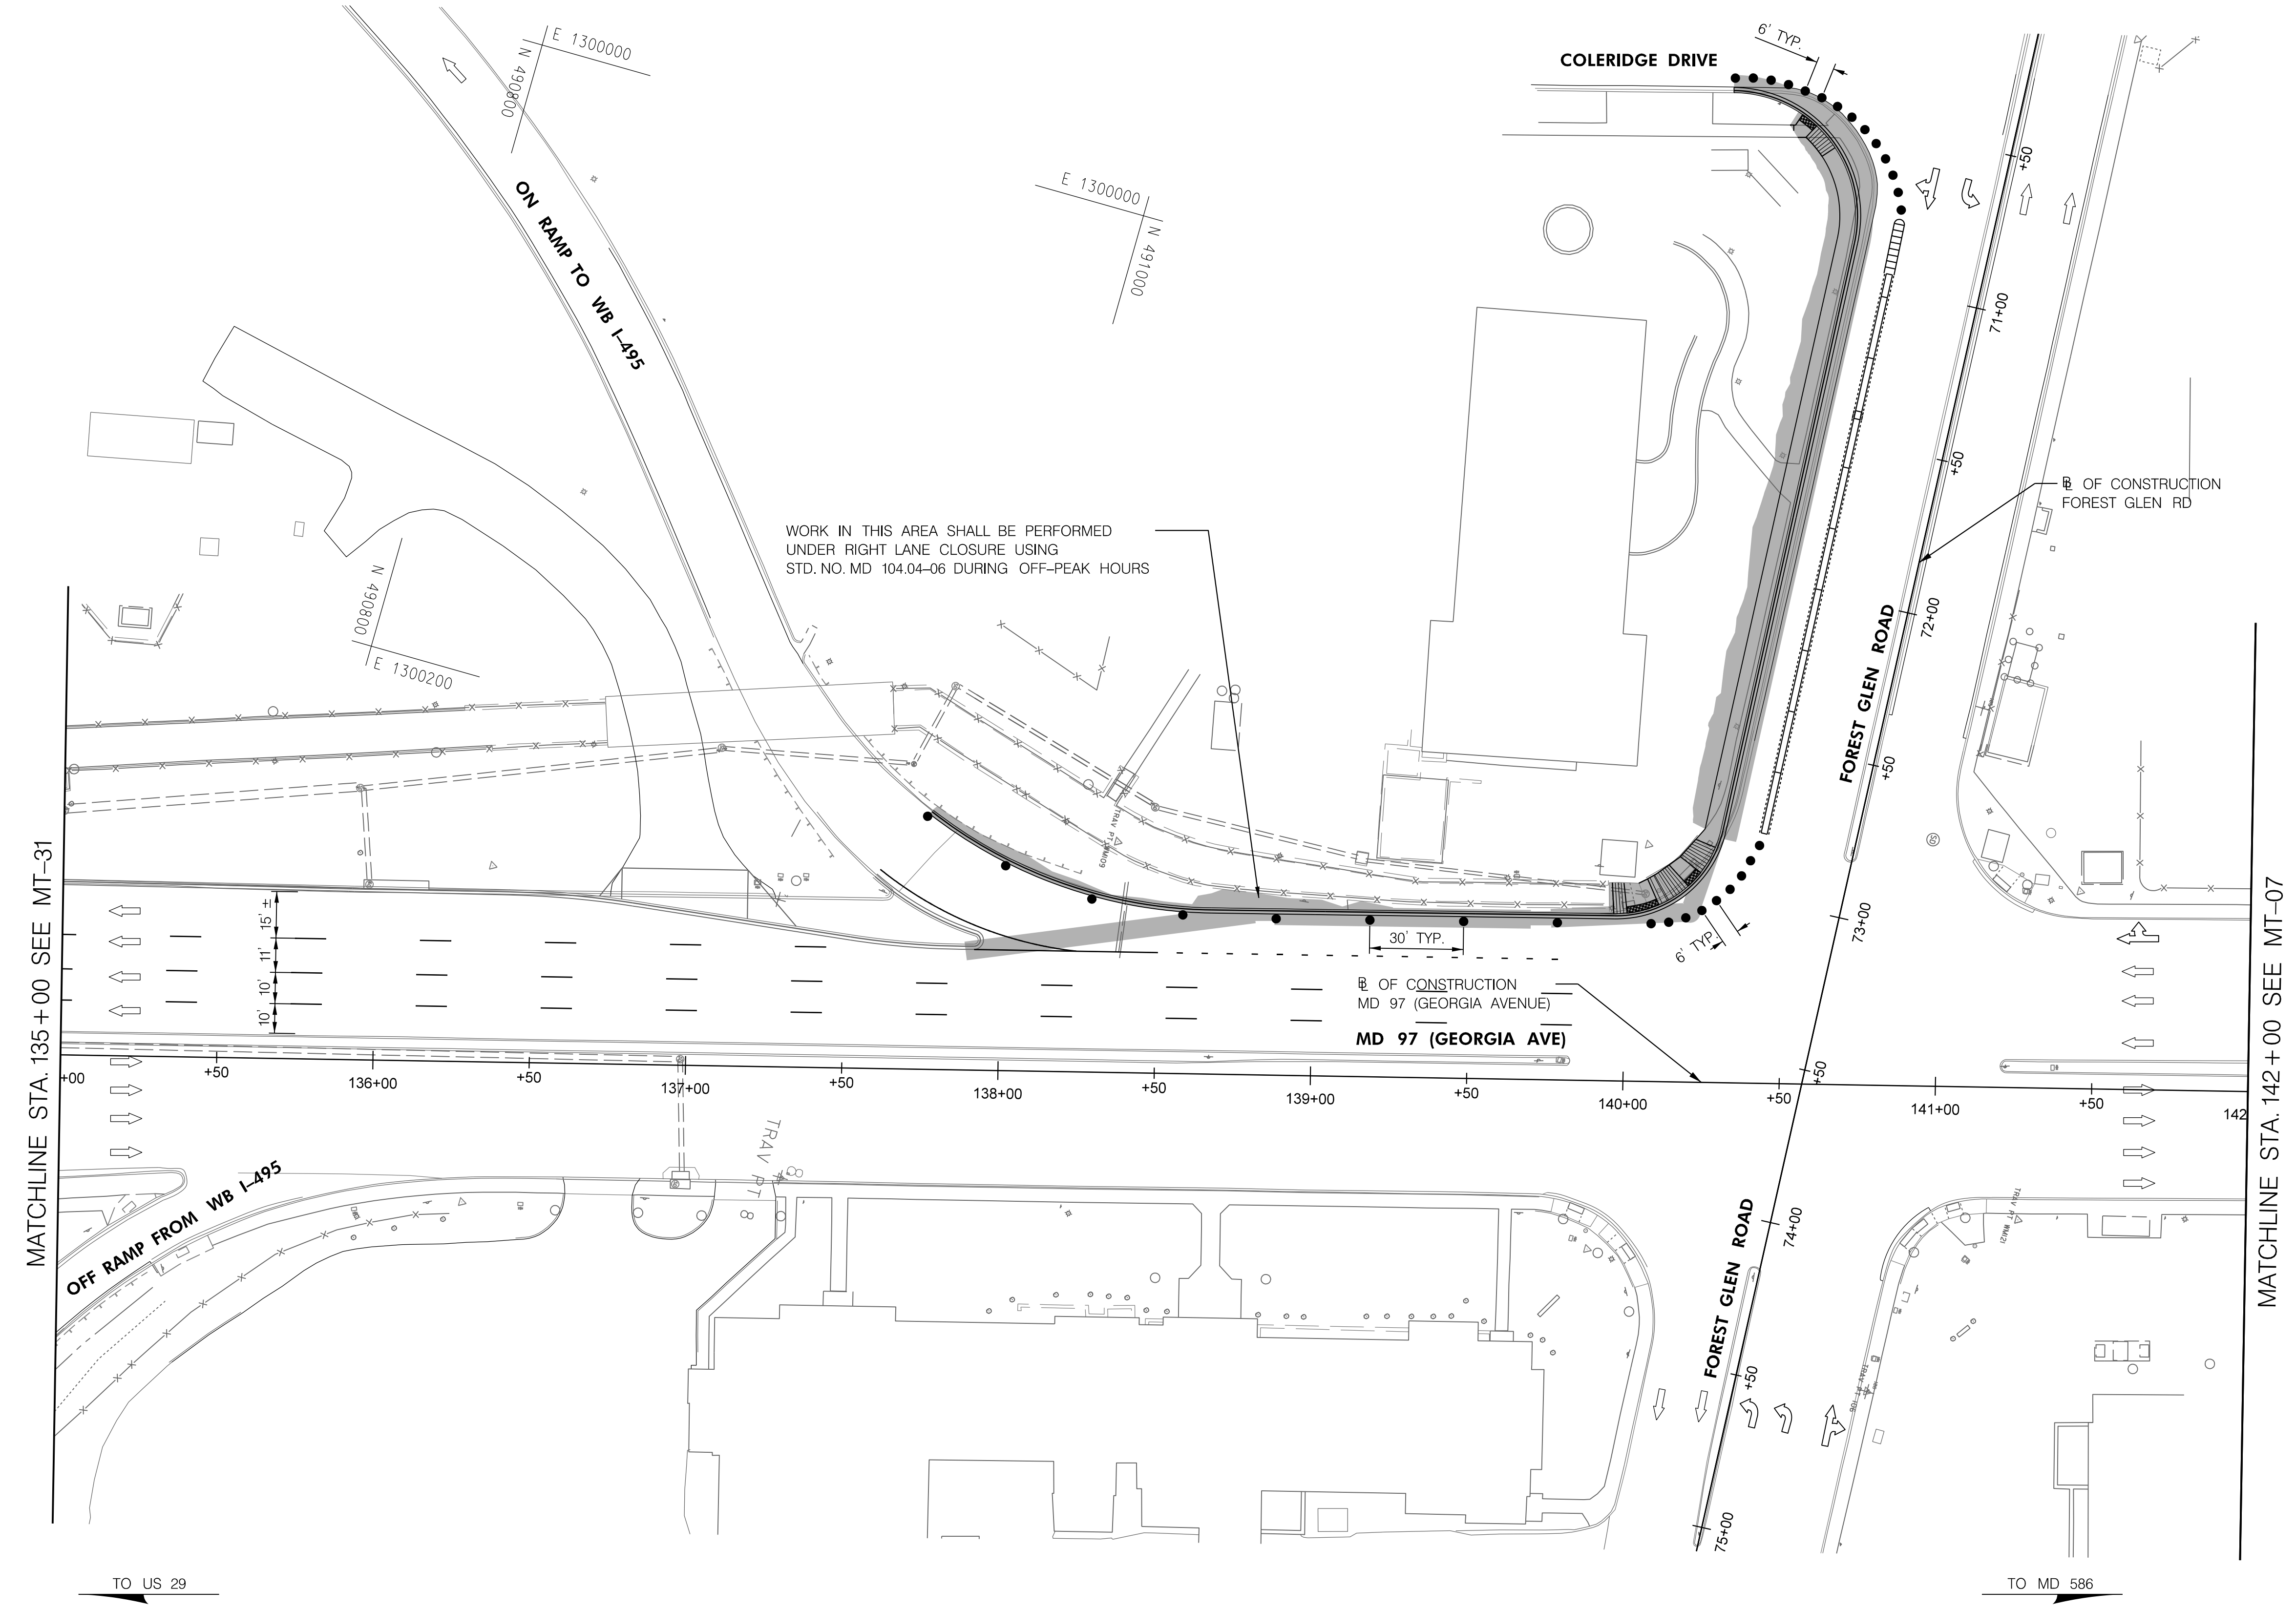 COLERIDGE DRIVE
6' TYP.
E 1300000
N 490800
ON RAMP TO WB I-495
E 1300000
N 491000
+50
71+00
+50
℄ OF CONSTRUCTION
FOREST GLEN RD
WORK IN THIS AREA SHALL BE PERFORMED
UNDER RIGHT LANE CLOSURE USING
STD. NO. MD 104.04-06 DURING OFF-PEAK HOURS
N 490800
E 1300200
72+00
FOREST GLEN ROAD
+50
73+00
MATCHLINE STA. 135+00 SEE MT-31
15' ±
11'
10'
10'
30' TYP.
6' TYP.
BL OF CONSTRUCTION
MD 97 (GEORGIA AVENUE)
MD 97 (GEORGIA AVE)
+50
+00
+50
136+00
+50
137+00
+50
138+00
+50
139+00
+50
140+00
+50
141+00
+50
142
MATCHLINE STA. 142+00 SEE MT-07
TRAV PT
OFF RAMP FROM WB I-495
74+00
FOREST GLEN ROAD
+50
75+00
TO US 29
TO MD 586